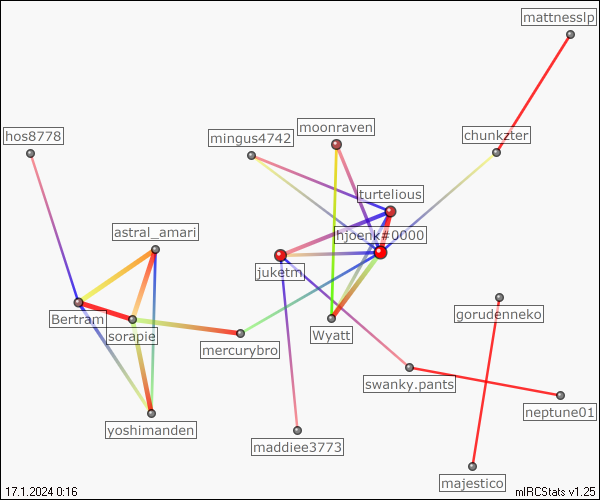 mattnesslp
hos8778
mingus4742
moonraven
chunkzter
turtelious
astral_amari
hjoenk#0000
juketm
gorudenneko
Bertram
sorapie
Wyatt
mercurybro
swanky.pants
neptune01
yoshimanden
maddiee3773
majestico
17.1.2024 0:16
mIRCStats v1.25